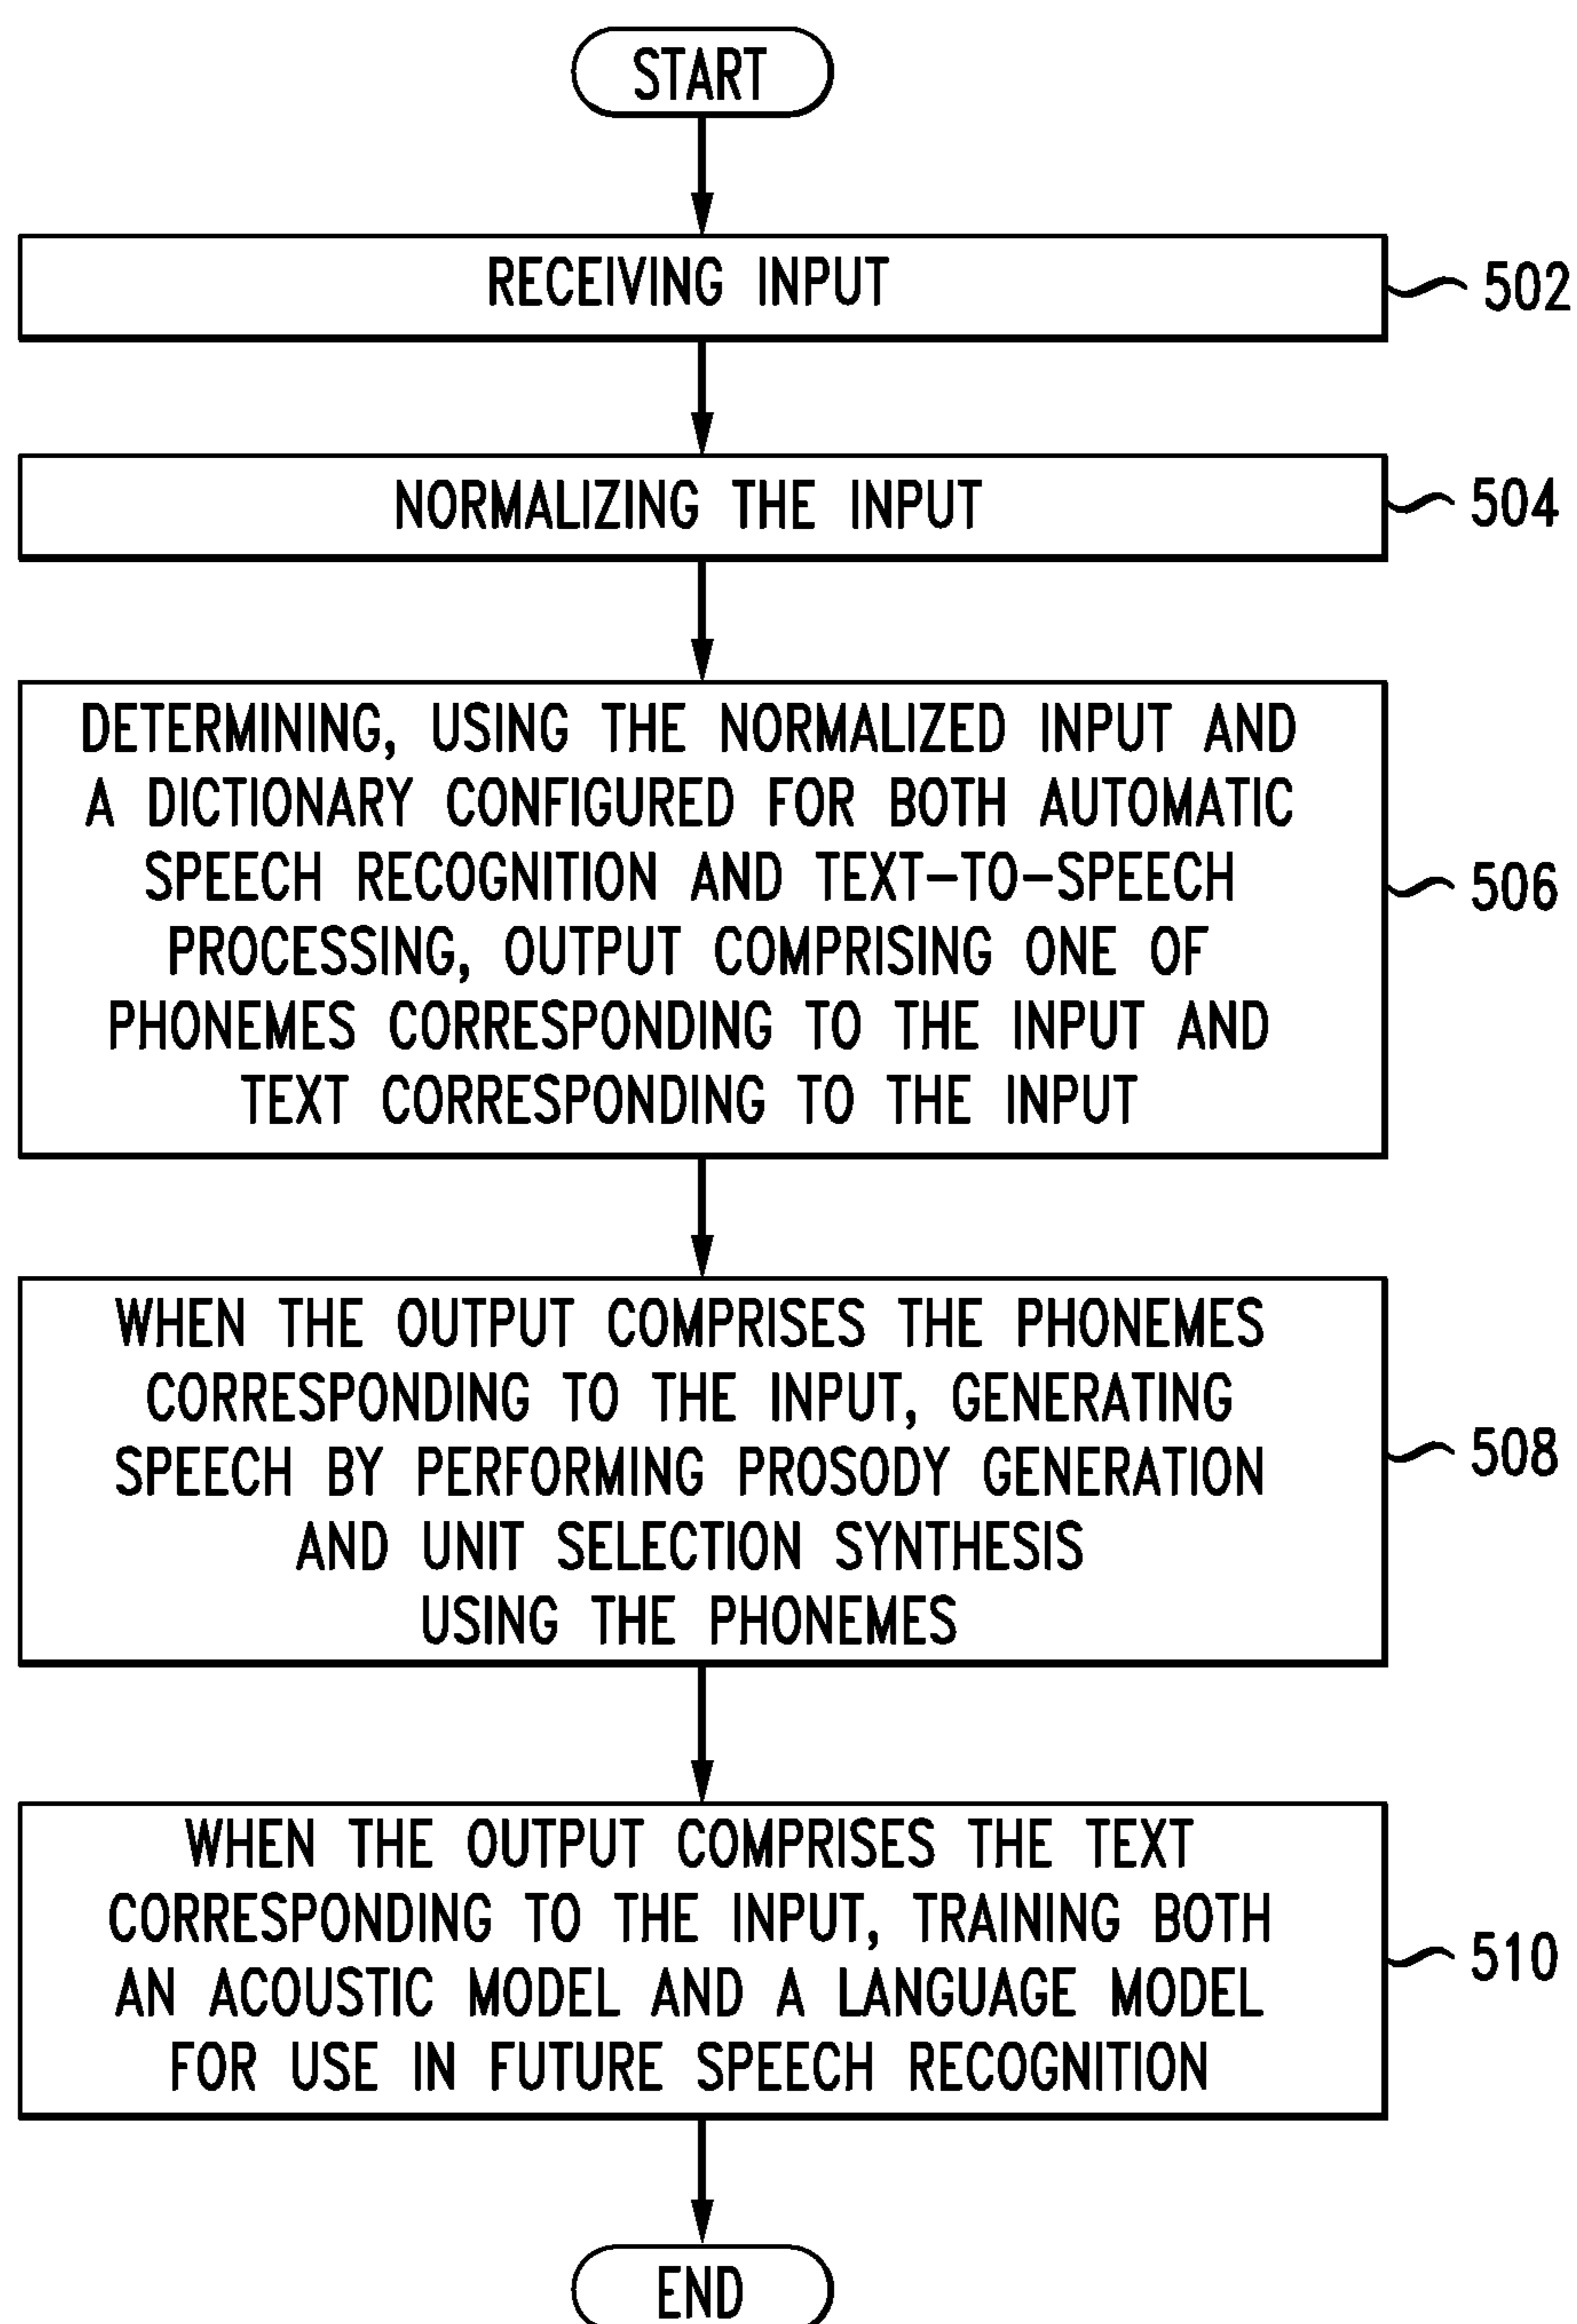 START
RECEIVING INPUT
502
NORMALIZING THE INPUT
504
DETERMINING, USING THE NORMALIZED INPUT AND
A DICTIONARY CONFIGURED FOR BOTH AUTOMATIC
SPEECH RECOGNITION AND TEXT-TO-SPEECH
PROCESSING, OUTPUT COMPRISING ONE OF
PHONEMES CORRESPONDING TO THE INPUT AND
TEXT CORRESPONDING TO THE INPUT
506
WHEN THE OUTPUT COMPRISES THE PHONEMES
CORRESPONDING TO THE INPUT, GENERATING
SPEECH BY PERFORMING PROSODY GENERATION
AND UNIT SELECTION SYNTHESIS
USING THE PHONEMES
508
WHEN THE OUTPUT COMPRISES THE TEXT
CORRESPONDING TO THE INPUT, TRAINING BOTH
AN ACOUSTIC MODEL AND A LANGUAGE MODEL
FOR USE IN FUTURE SPEECH RECOGNITION
510
END